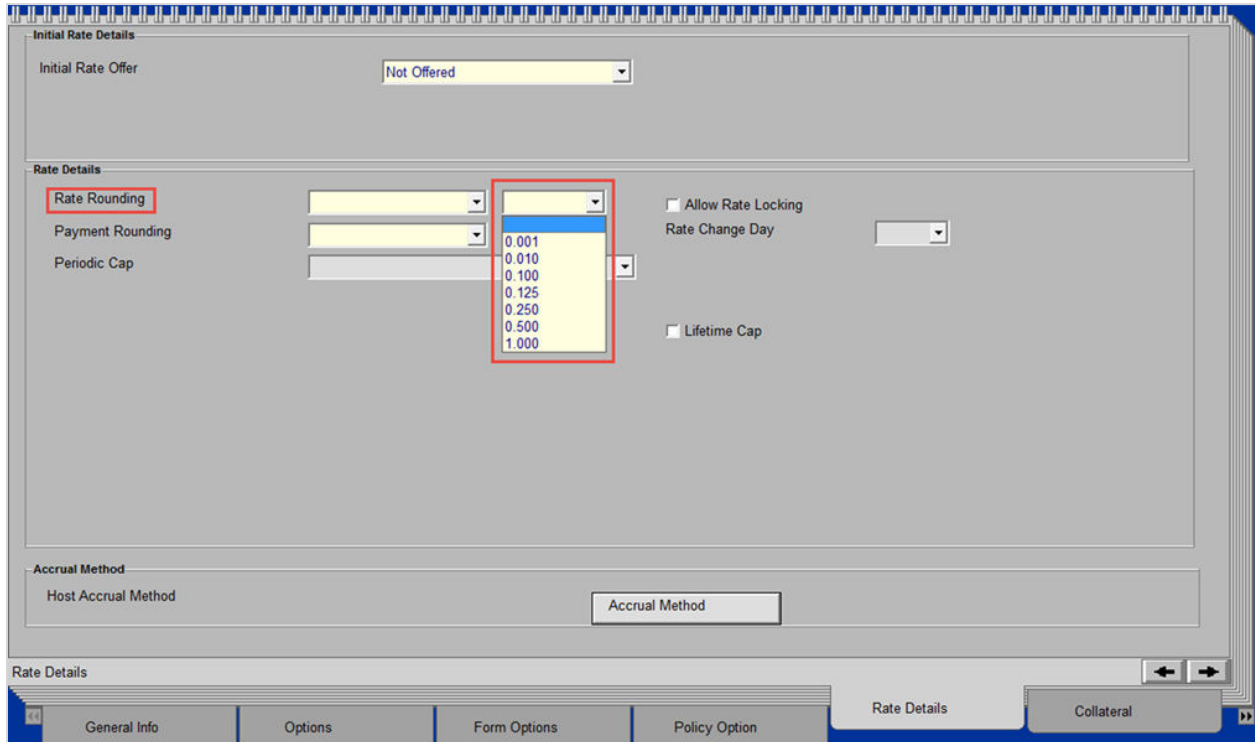 Initial Rate Details
Initial Rate Offer
Not Offered
Rate Details
Rate Rounding
Allow Rate Locking
Payment Rounding
Rate Change Day
Periodic Cap
0.001
0.010
0.100
0.125
0.250
0.500
1.000
Lifetime Cap
Accrual Method
Host Accrual Method
Accrual Method
Rate Details
General Info
Options
Form Options
Policy Option
Rate Details
Collateral